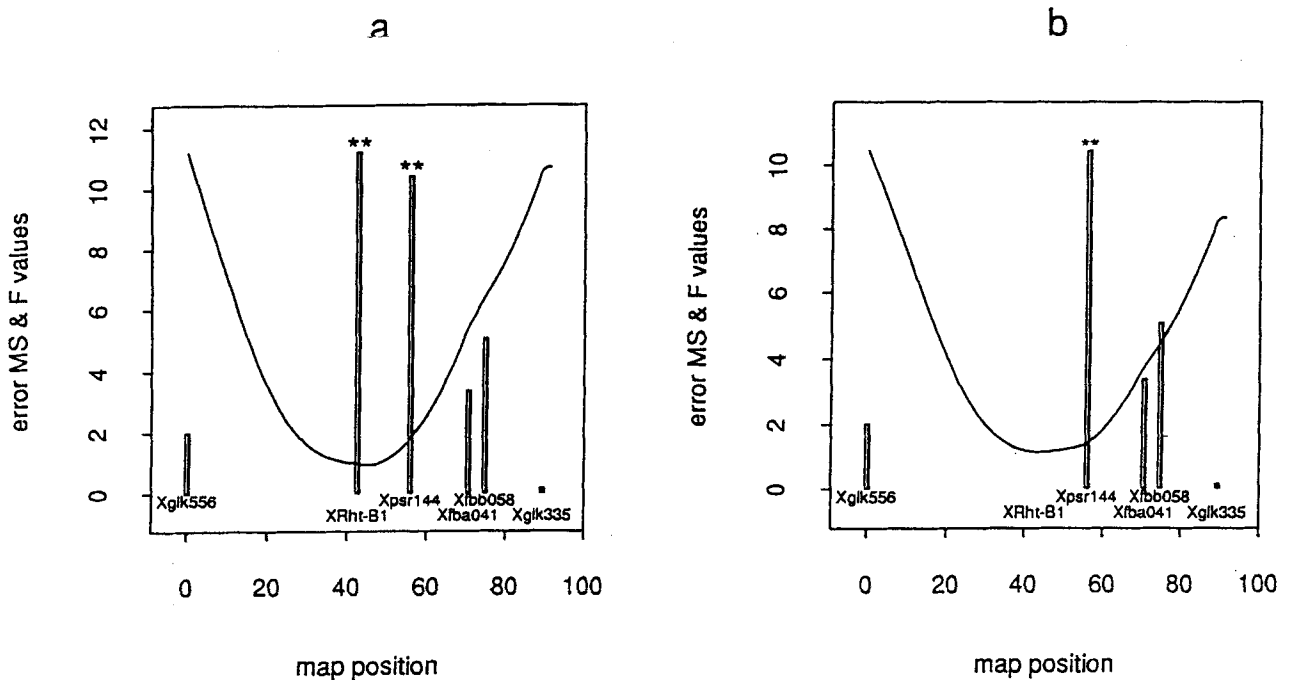 a
error MS & F values
12
10
8
6
4
2
0
**
**
Xglk556
XRht-B1
Xpsr144
Xfba041
Xfbb058
Xglk335
0 20 40 60 80 100
map position
b
error MS & F values
10
8
6
4
2
0
**
Xglk556
XRht-B1
Xpsr144
Xfba041
Xfbb058
Xglk335
0 20 40 60 80 100
map position